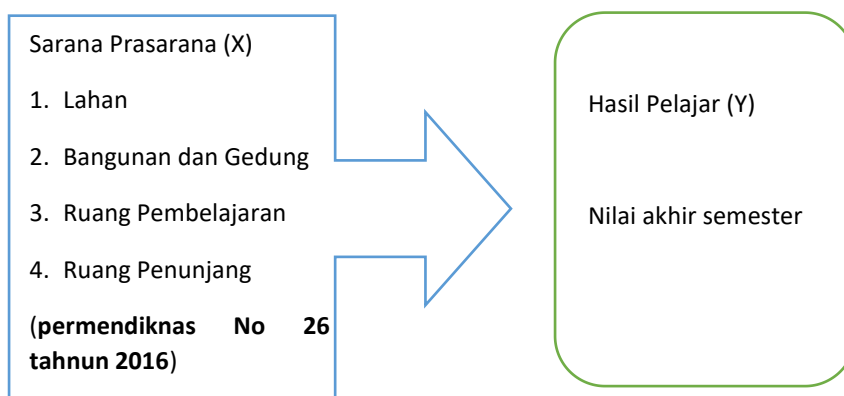 Sarana Prasarana (X)
1. Lahan
2. Bangunan dan Gedung
3. Ruang Pembelajaran
4. Ruang Penunjang
(permendiknas No 26
tahnun 2016)
Hasil Pelajar (Y)
Nilai akhir semester